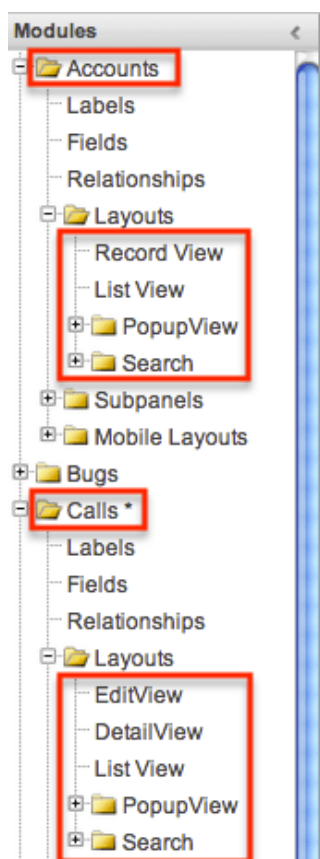 Modules
Accounts
Labels
Fields
Relationships
Layouts
Record View
List View
PopupView
Search
Subpanels
Mobile Layouts
Bugs
Calls *
Labels
Fields
Relationships
Layouts
EditView
DetailView
List View
PopupView
Search